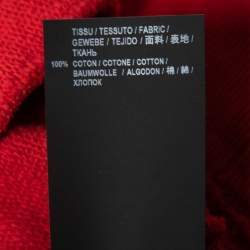 TISSU / TESSUTO / FABRIC /
GEWEBE / TEJIDO / 面料 / 表地 /
ТКАНЬ
100% COTON / COTONE / COTTON /
BAUMWOLLE / ALGODON / 棉 / 綿 /
ХЛОПОК